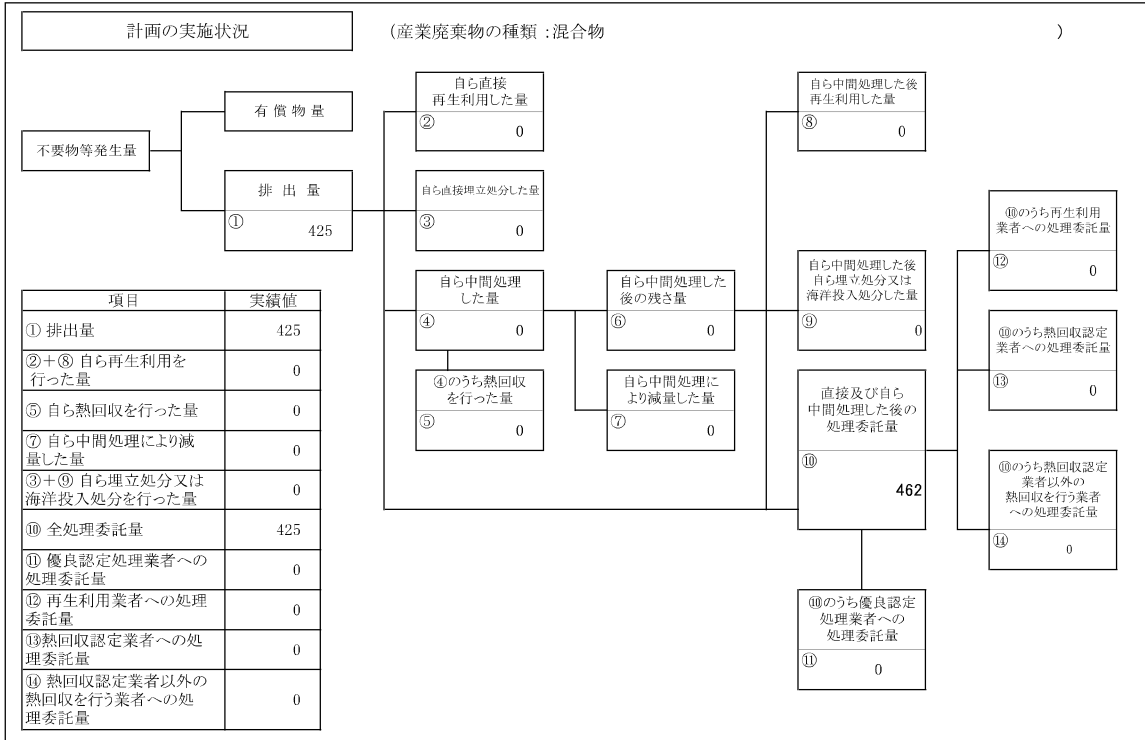 計画の実施状況
(産業廃棄物の種類:混合物 )
不要物等発生量
有償物量
排出量
①
425
自ら直接
再生利用した量
②
0
自ら直接埋立処分した量
③
0
自ら中間処理
した量
④
0
④のうち熱回収
を行った量
⑤
0
自ら中間処理した
後の残さ量
⑥
0
自ら中間処理に
より減量した量
⑦
0
自ら中間処理した後
再生利用した量
⑧
0
自ら中間処理した後
自ら埋立処分又は
海洋投入処分した量
⑨
0
直接及び自ら
中間処理した後の
処理委託量
⑩
462
⑩のうち優良認定
処理業者への
処理委託量
⑪
0
⑩のうち再生利用
業者への処理委託量
⑫
0
⑩のうち熱回収認定
業者への処理委託量
⑬
0
⑩のうち熱回収認定
業者以外の
熱回収を行う業者
への処理委託量
⑭
0
項目 実績値
① 排出量 425
②+⑧ 自ら再生利用を
行った量 0
⑤ 自ら熱回収を行った量 0
⑦ 自ら中間処理により減
量した量 0
③+⑨ 自ら埋立処分又は
海洋投入処分を行った量 0
⑩ 全処理委託量 425
⑪ 優良認定処理業者への
処理委託量 0
⑫ 再生利用業者への処理
委託量 0
⑬熱回収認定業者への処
理委託量 0
⑭ 熱回収認定業者以外の
熱回収を行う業者への処
理委託量 0